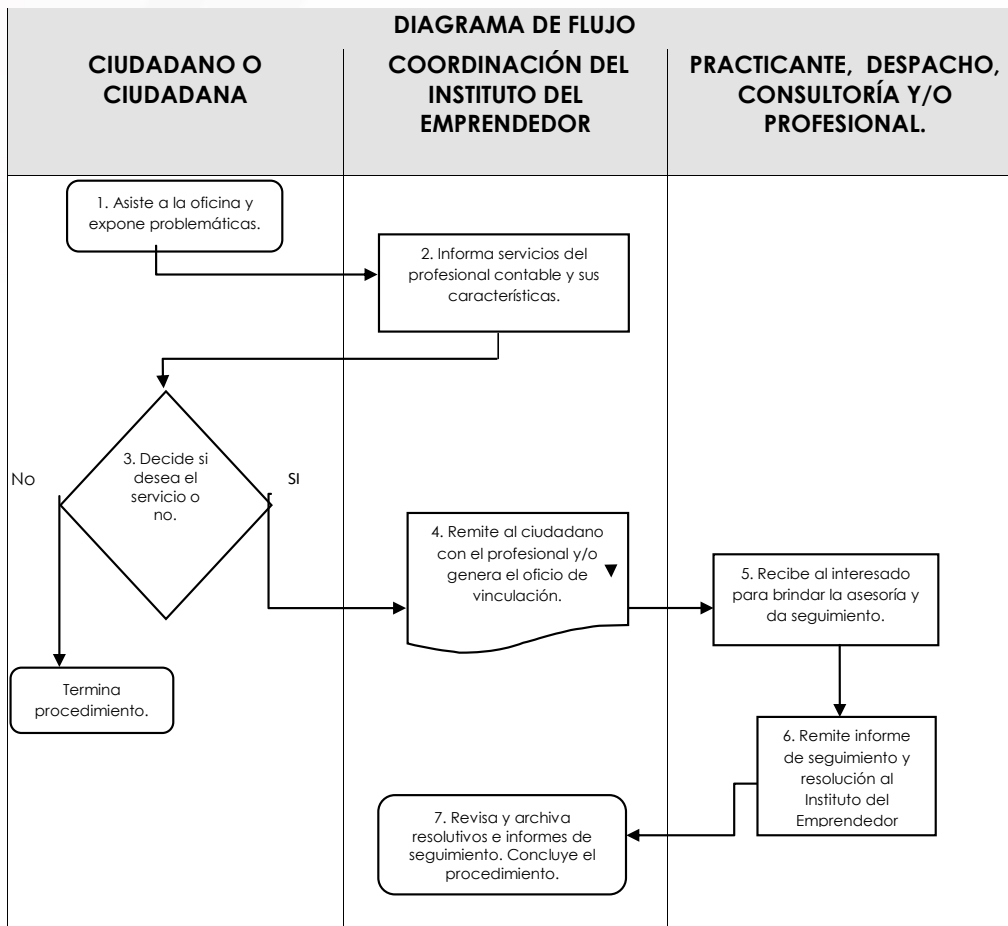 DIAGRAMA DE FLUJO
CIUDADANO O
CIUDADANA
COORDINACIÓN DEL
INSTITUTO DEL
EMPRENDEDOR
PRACTICANTE, DESPACHO,
CONSULTORÍA Y/O
PROFESIONAL.
1. Asiste a la oficina y
expone problemáticas.
2. Informa servicios del
profesional contable y sus
características.
3. Decide si
desea el
servicio o
no.
No
SI
4. Remite al ciudadano
con el profesional y/o
genera el oficio de
vinculación.
5. Recibe al interesado
para brindar la asesoría y
da seguimiento.
Termina
procedimiento.
6. Remite informe
de seguimiento y
resolución al
Instituto del
Emprendedor
7. Revisa y archiva
resolutivos e informes de
seguimiento. Concluye el
procedimiento.